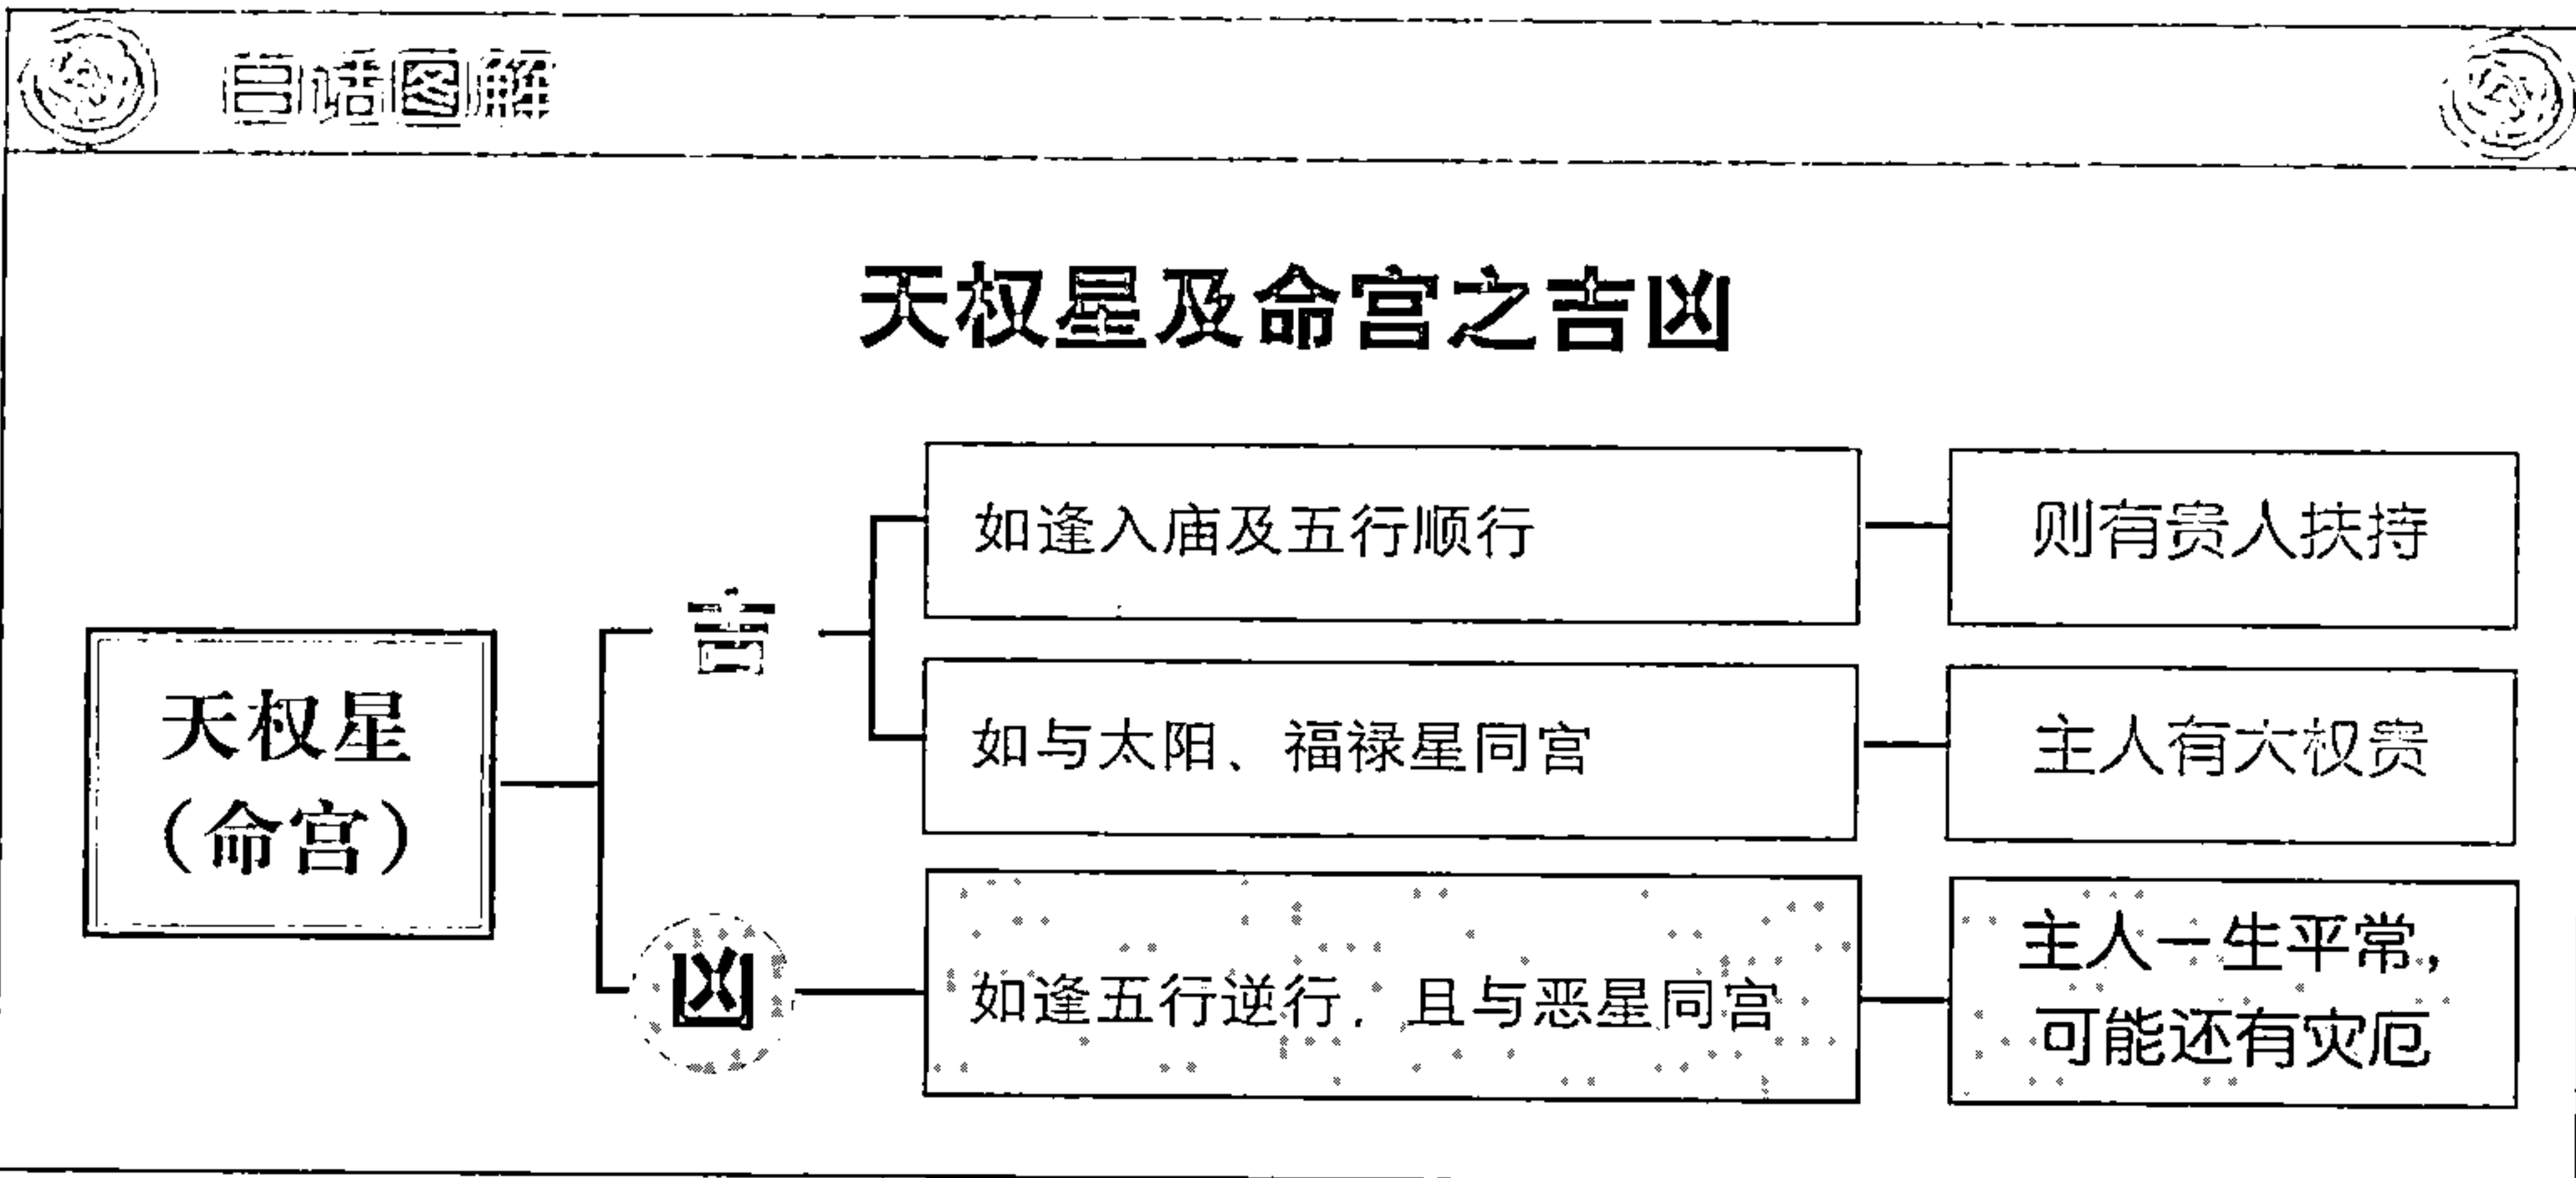 白话图解
天权星及命宫之吉凶
天权星
（命宫）
吉
如逢入庙及五行顺行
则有贵人扶持
如与太阳、福禄星同宫
主人有大权贵
凶
如逢五行逆行，且与恶星同宫
主人一生平常，
可能还有灾厄